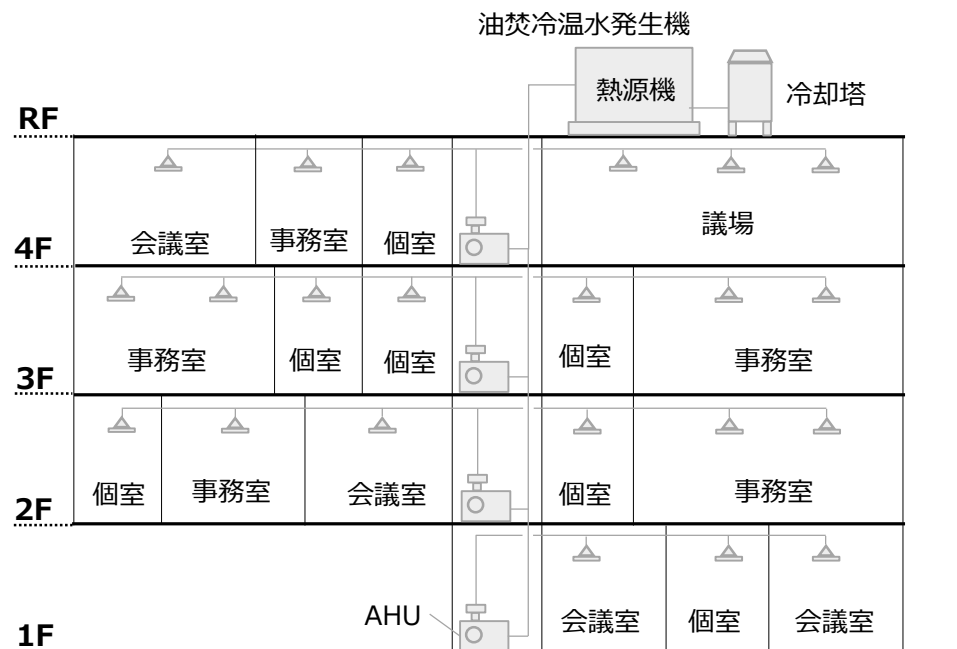 油焚冷温水発生機
熱源機
冷却塔
RF
4F
会議室
事務室
個室
議場
3F
事務室
個室
個室
個室
事務室
2F
個室
事務室
会議室
個室
事務室
1F
AHU
会議室
個室
会議室